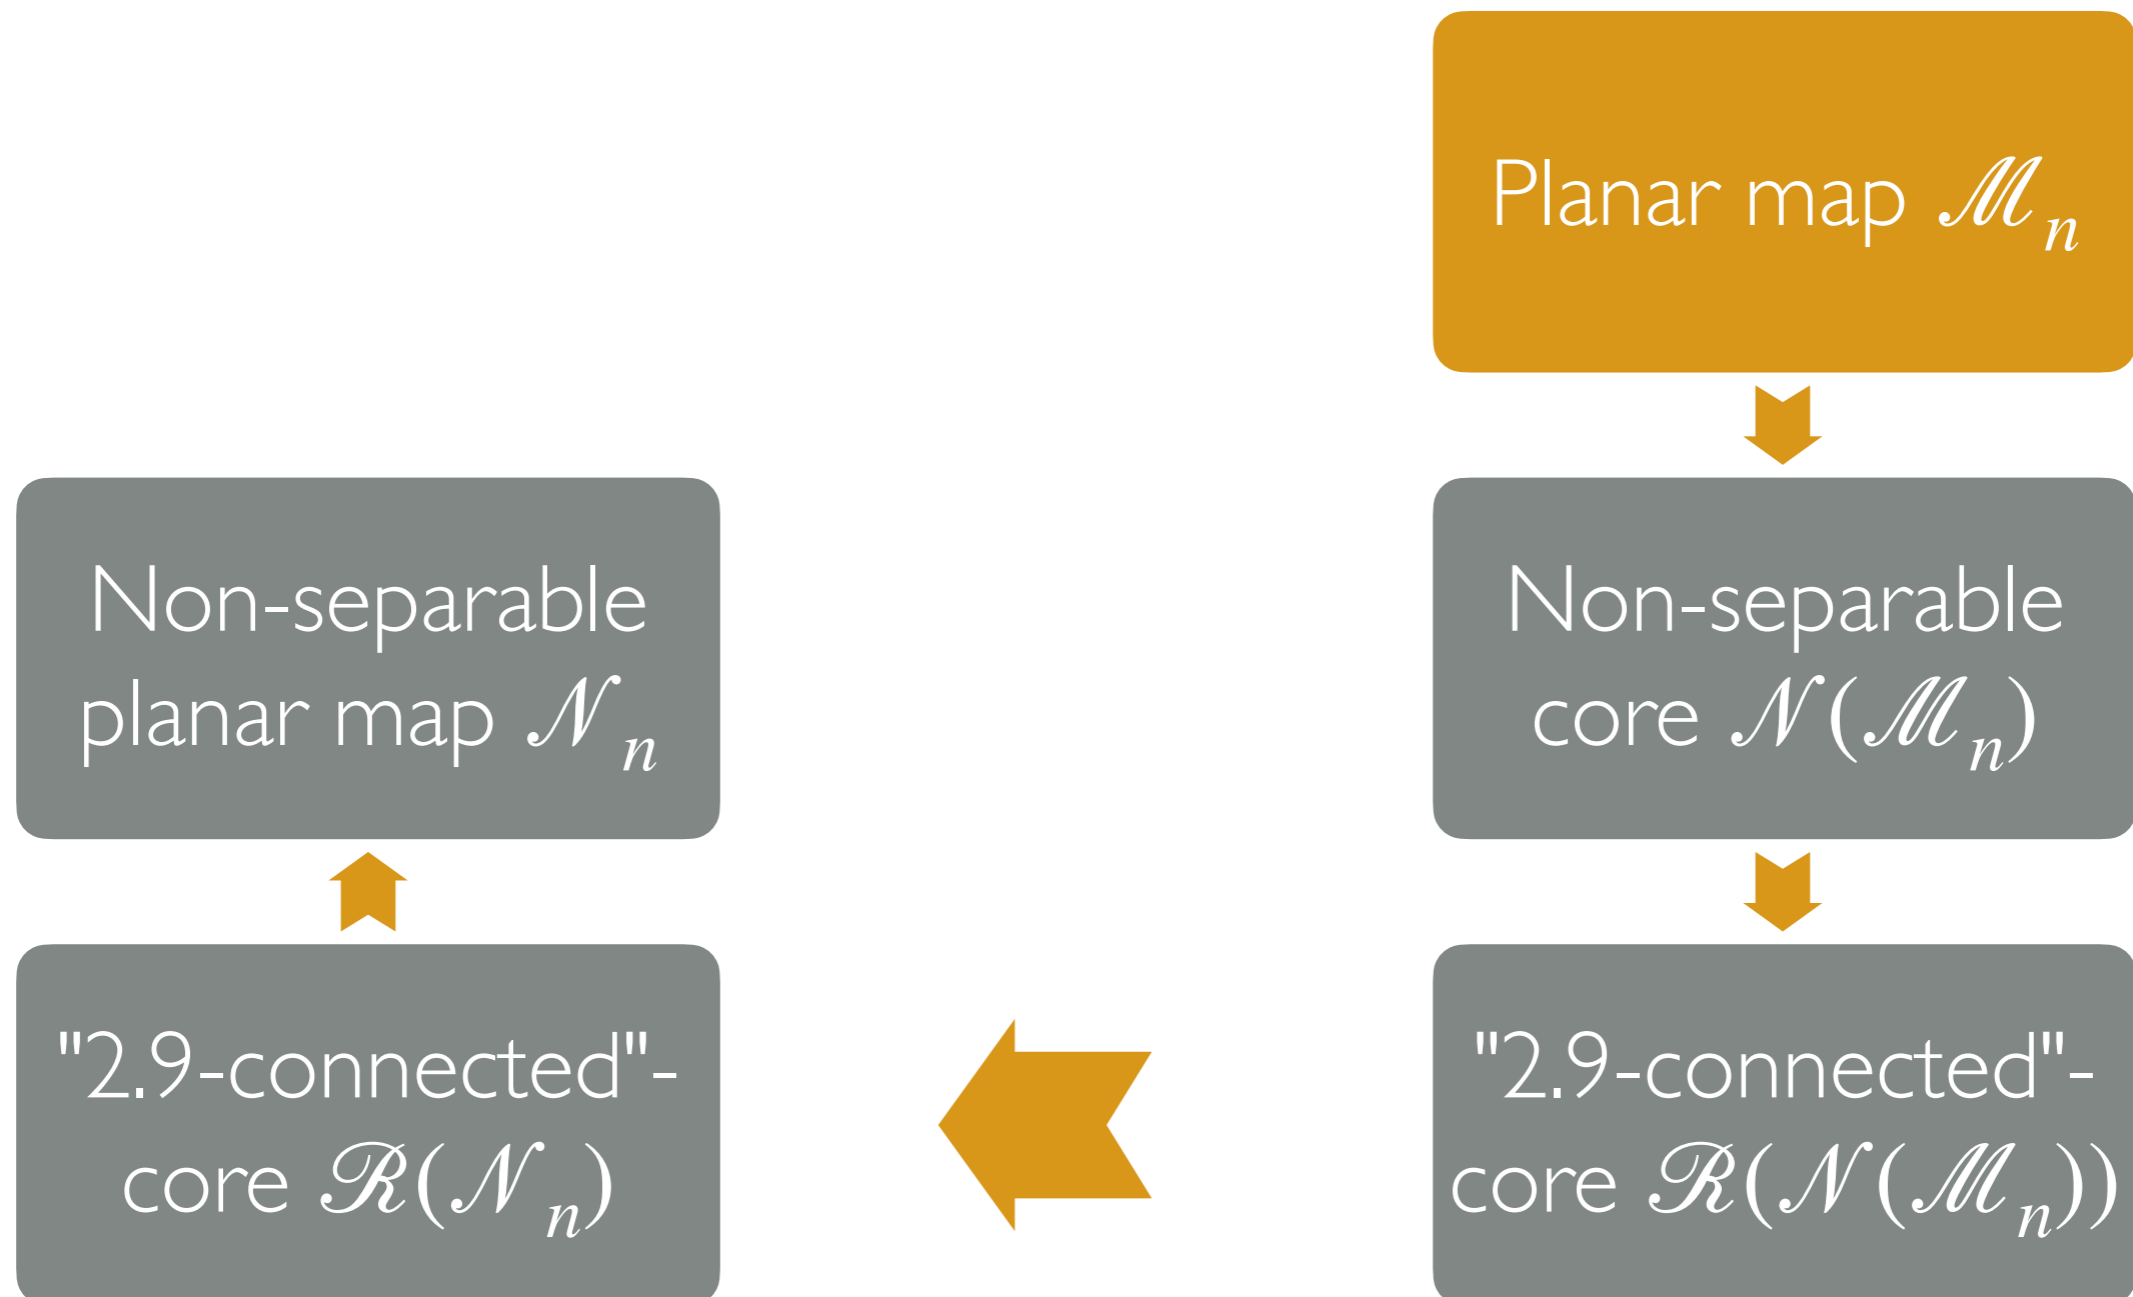 Planar map ℳₙ
Non-separable
planar map 𝒩ₙ
Non-separable
core 𝒩(ℳₙ)
"2.9-connected"-
core ℛ(𝒩ₙ)
"2.9-connected"-
core ℛ(𝒩(ℳₙ))